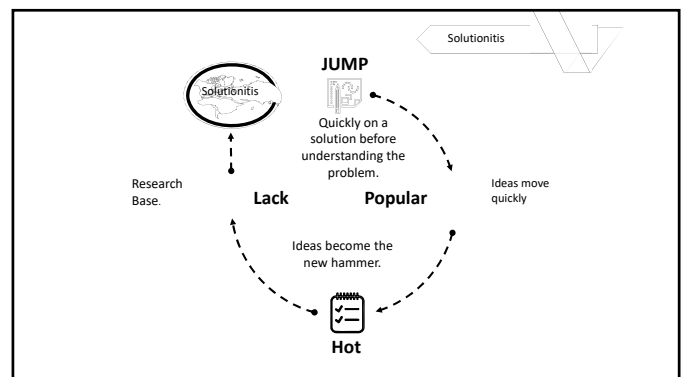 Solutionitis
JUMP
Solutionitis
Quickly on a
solution before
understanding the
problem.
Research
Base.
Lack
Popular
Ideas move
quickly
Ideas become the
new hammer.
Hot